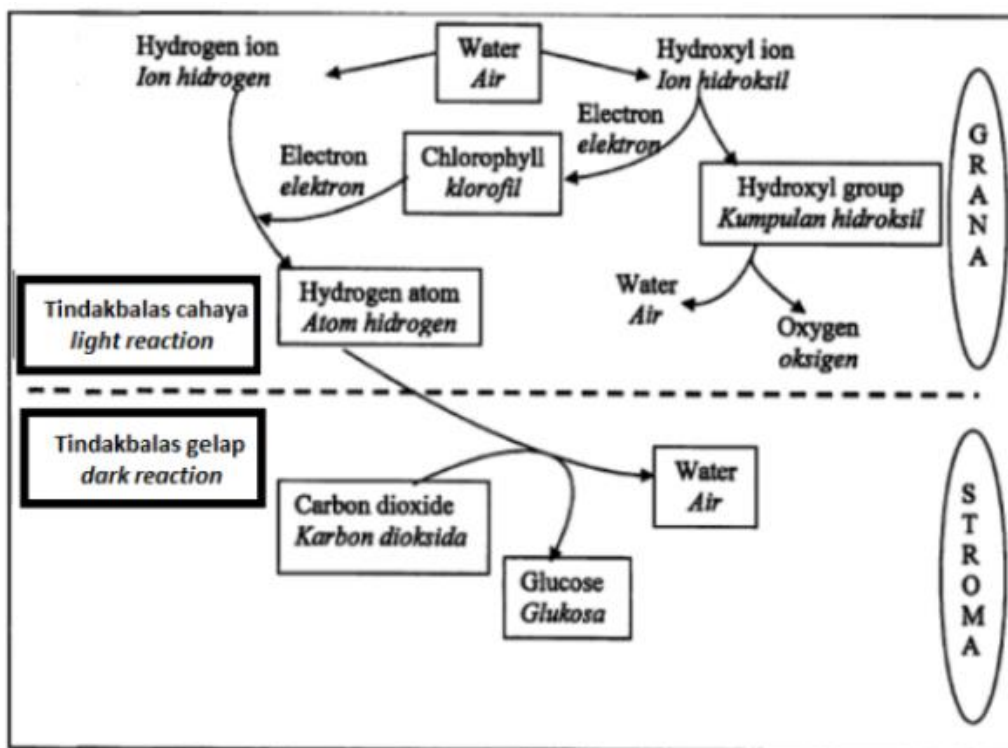 Hydrogen ion
Ion hidrogen
Water
Air
Hydroxyl ion
Ion hidroksil
Electron
elektron
Electron
elektron
Chlorophyll
klorofil
Hydroxyl group
Kumpulan hidroksil
GRANA
Hydrogen atom
Atom hidrogen
Water
Air
Oxygen
oksigen
Tindakbalas cahaya
light reaction
Tindakbalas gelap
dark reaction
Carbon dioxide
Karbon dioksida
Water
Air
Glucose
Glukosa
STROMA